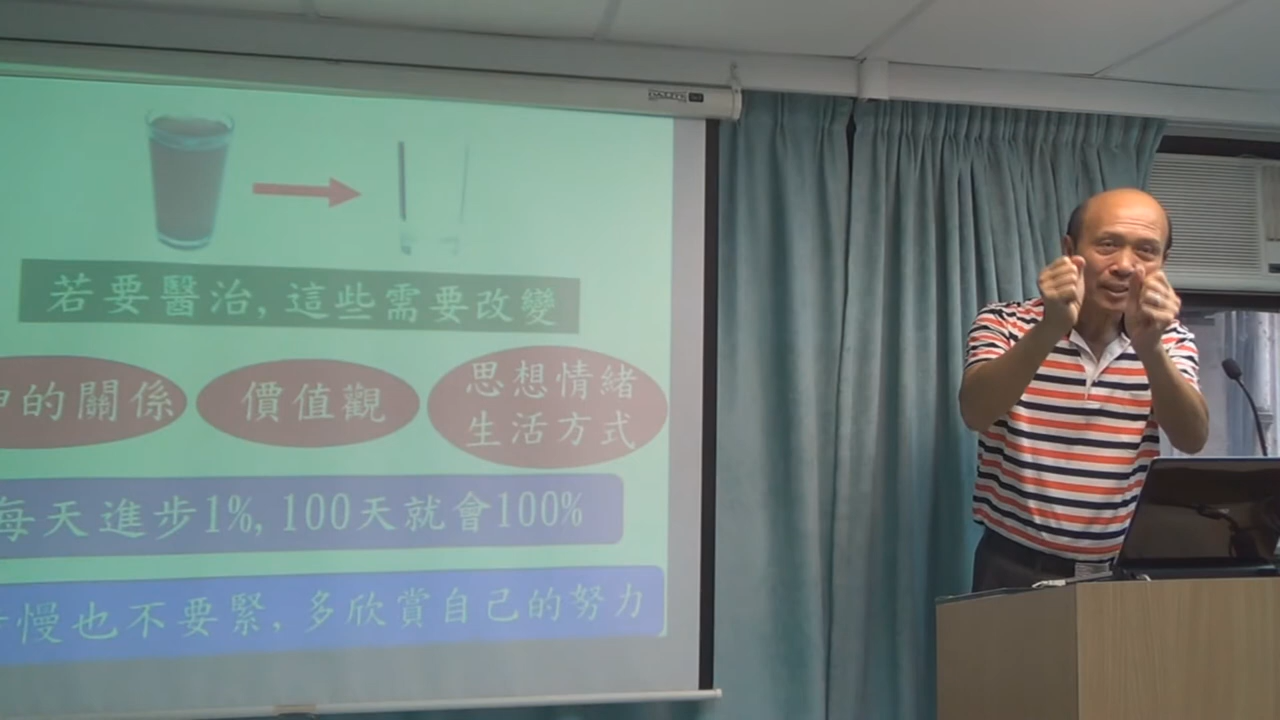 若要醫治,這些需要改變
的關係
價值觀
思想情緒
生活方式
每天進步1%,100天就會100%
慢也不要緊,多欣賞自己的努力